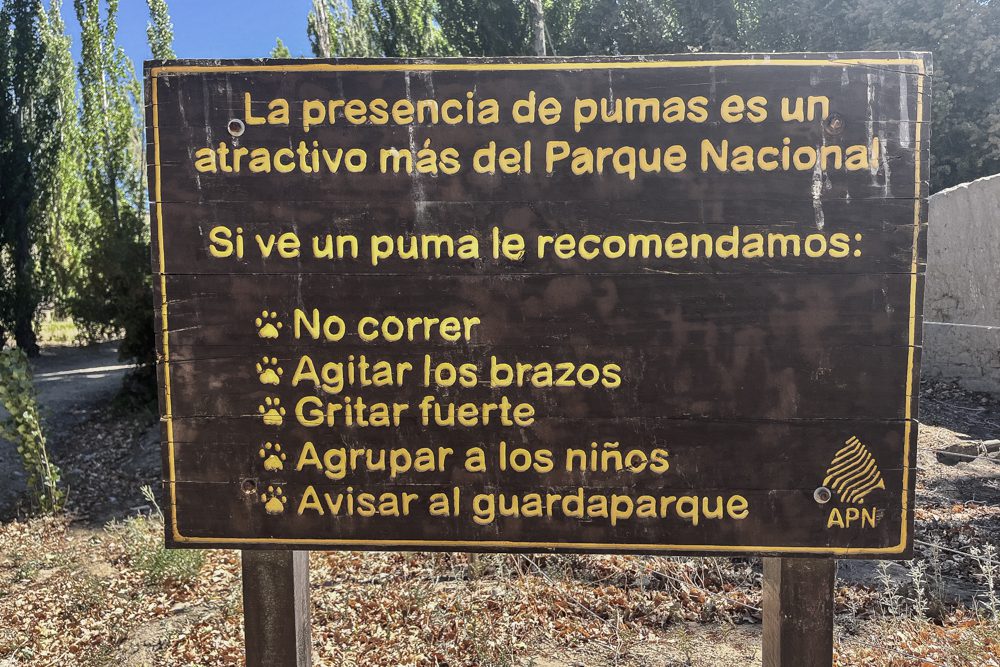 La presencia de pumas es un
atractivo más del Parque Nacional
Si ve un puma le recomendamos:
No correr
Agitar los brazos
Gritar fuerte
Agrupar a los niños
Avisar al guardaparque
APN